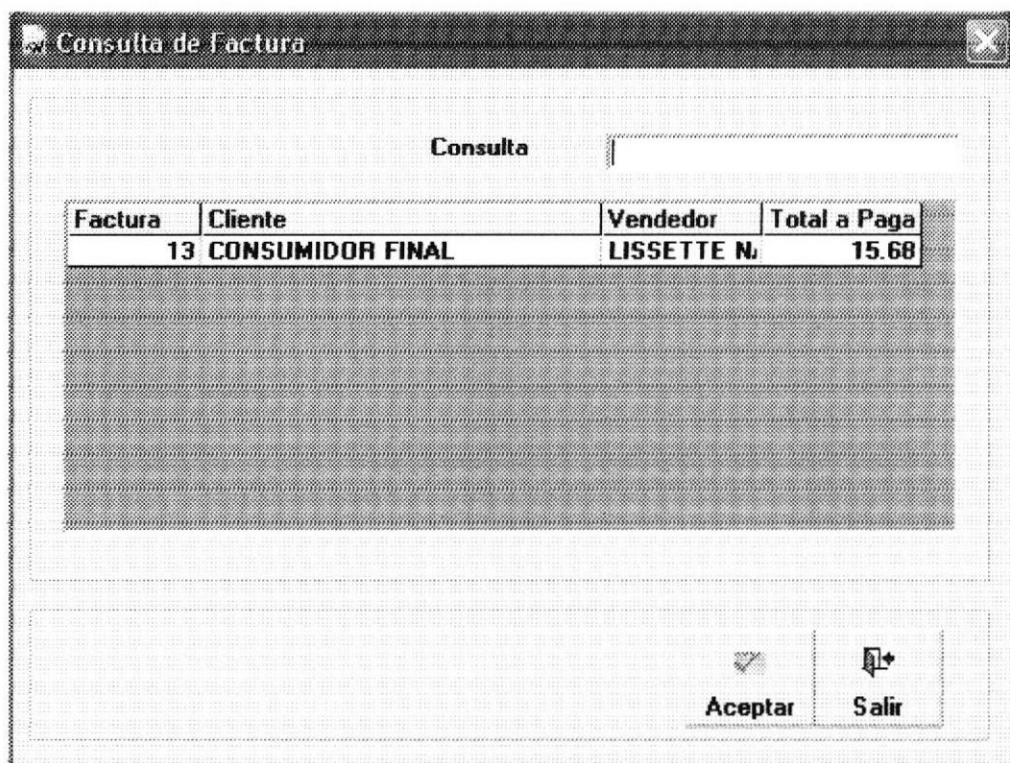 Consulta de Factura
Consulta
Factura Cliente Vendedor Total a Paga
13 CONSUMIDOR FINAL LISSETTE N 15.68
Aceptar Salir